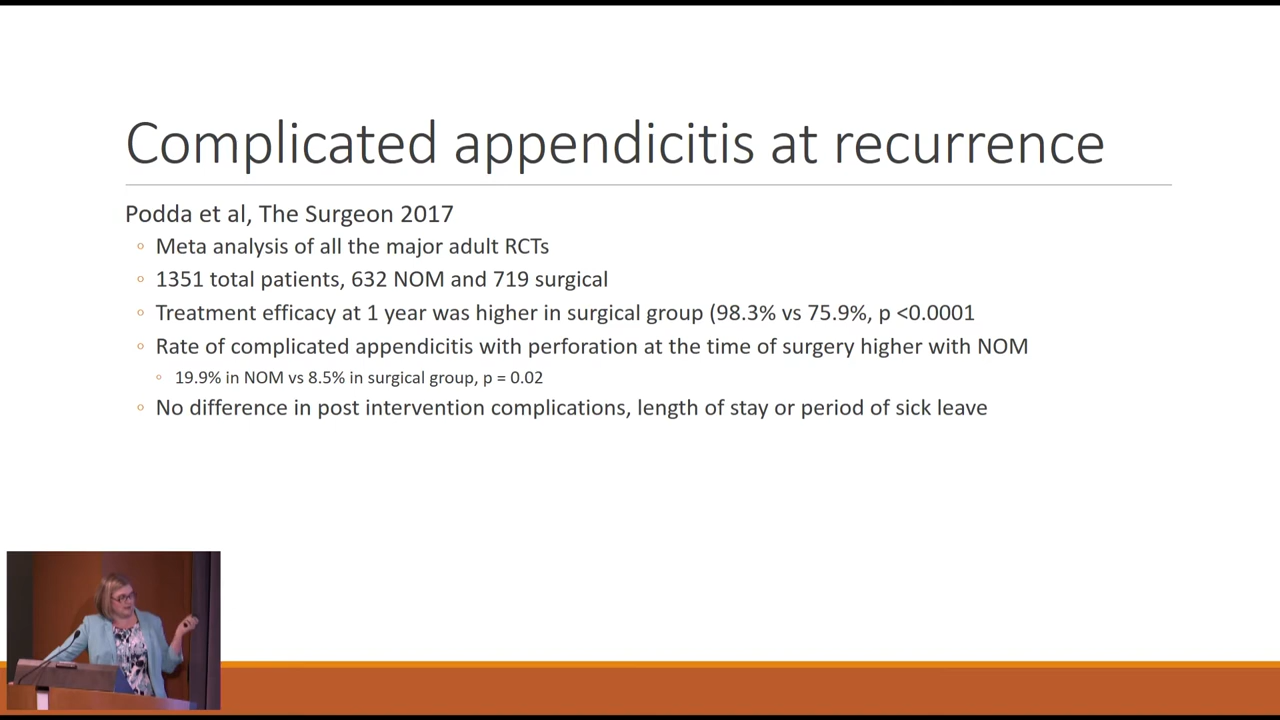 Complicated appendicitis at recurrence
Podda et al, The Surgeon 2017
Meta analysis of all the major adult RCTs
1351 total patients, 632 NOM and 719 surgical
Treatment efficacy at 1 year was higher in surgical group (98.3% vs 75.9%, p <0.0001
Rate of complicated appendicitis with perforation at the time of surgery higher with NOM
19.9% in NOM vs 8.5% in surgical group, p = 0.02
No difference in post intervention complications, length of stay or period of sick leave